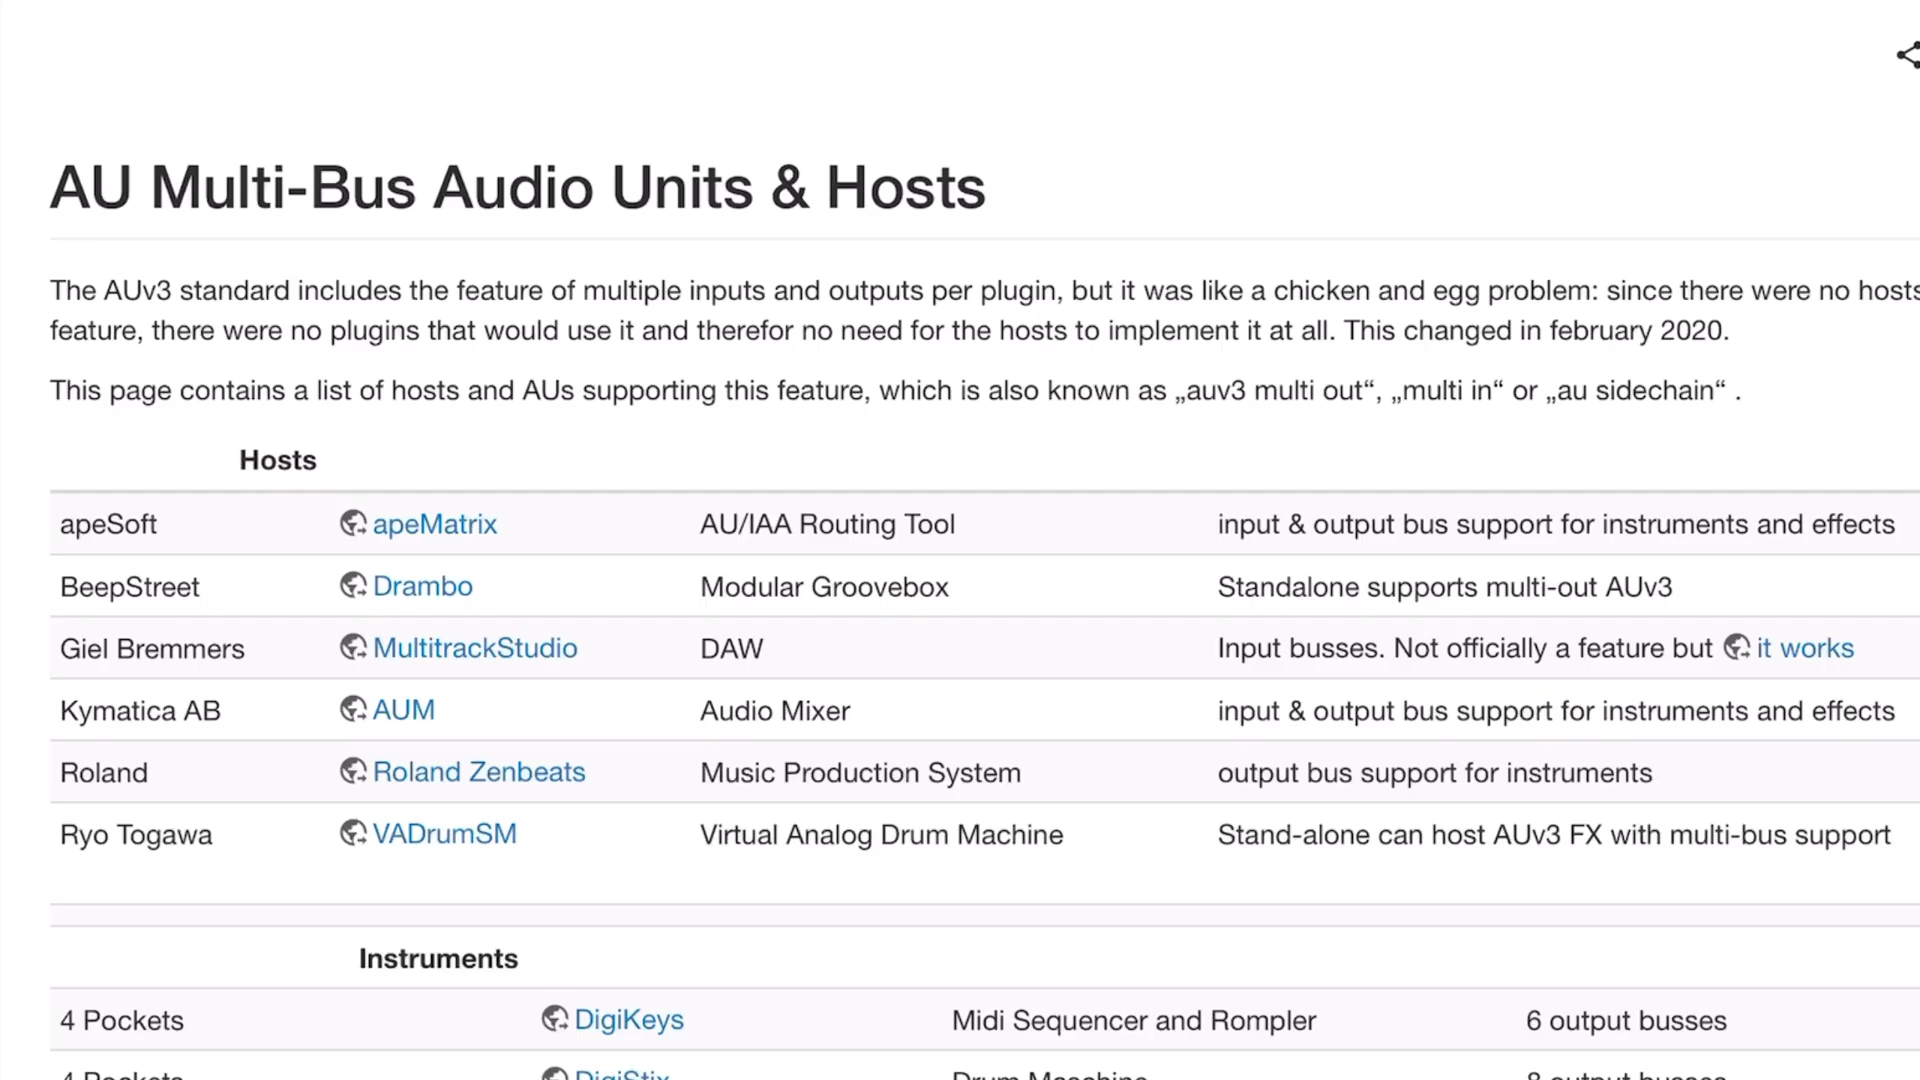 AU Multi-Bus Audio Units & Hosts
The AUv3 standard includes the feature of multiple inputs and outputs per plugin, but it was like a chicken and egg problem: since there were no hosts
feature, there were no plugins that would use it and therefor no need for the hosts to implement it at all. This changed in february 2020.
This page contains a list of hosts and AUs supporting this feature, which is also known as „auv3 multi out“, „multi in“ or „au sidechain“ .
Hosts
apeSoft apeMatrix AU/IAA Routing Tool input & output bus support for instruments and effects
BeepStreet Drambo Modular Groovebox Standalone supports multi-out AUv3
Giel Bremmers MultitrackStudio DAW Input busses. Not officially a feature but it works
Kymatica AB AUM Audio Mixer input & output bus support for instruments and effects
Roland Roland Zenbeats Music Production System output bus support for instruments
Ryo Togawa VADrumSM Virtual Analog Drum Machine Stand-alone can host AUv3 FX with multi-bus support
Instruments
4 Pockets DigiKeys Midi Sequencer and Rompler 6 output busses
4 Pockets DigiStix Drum